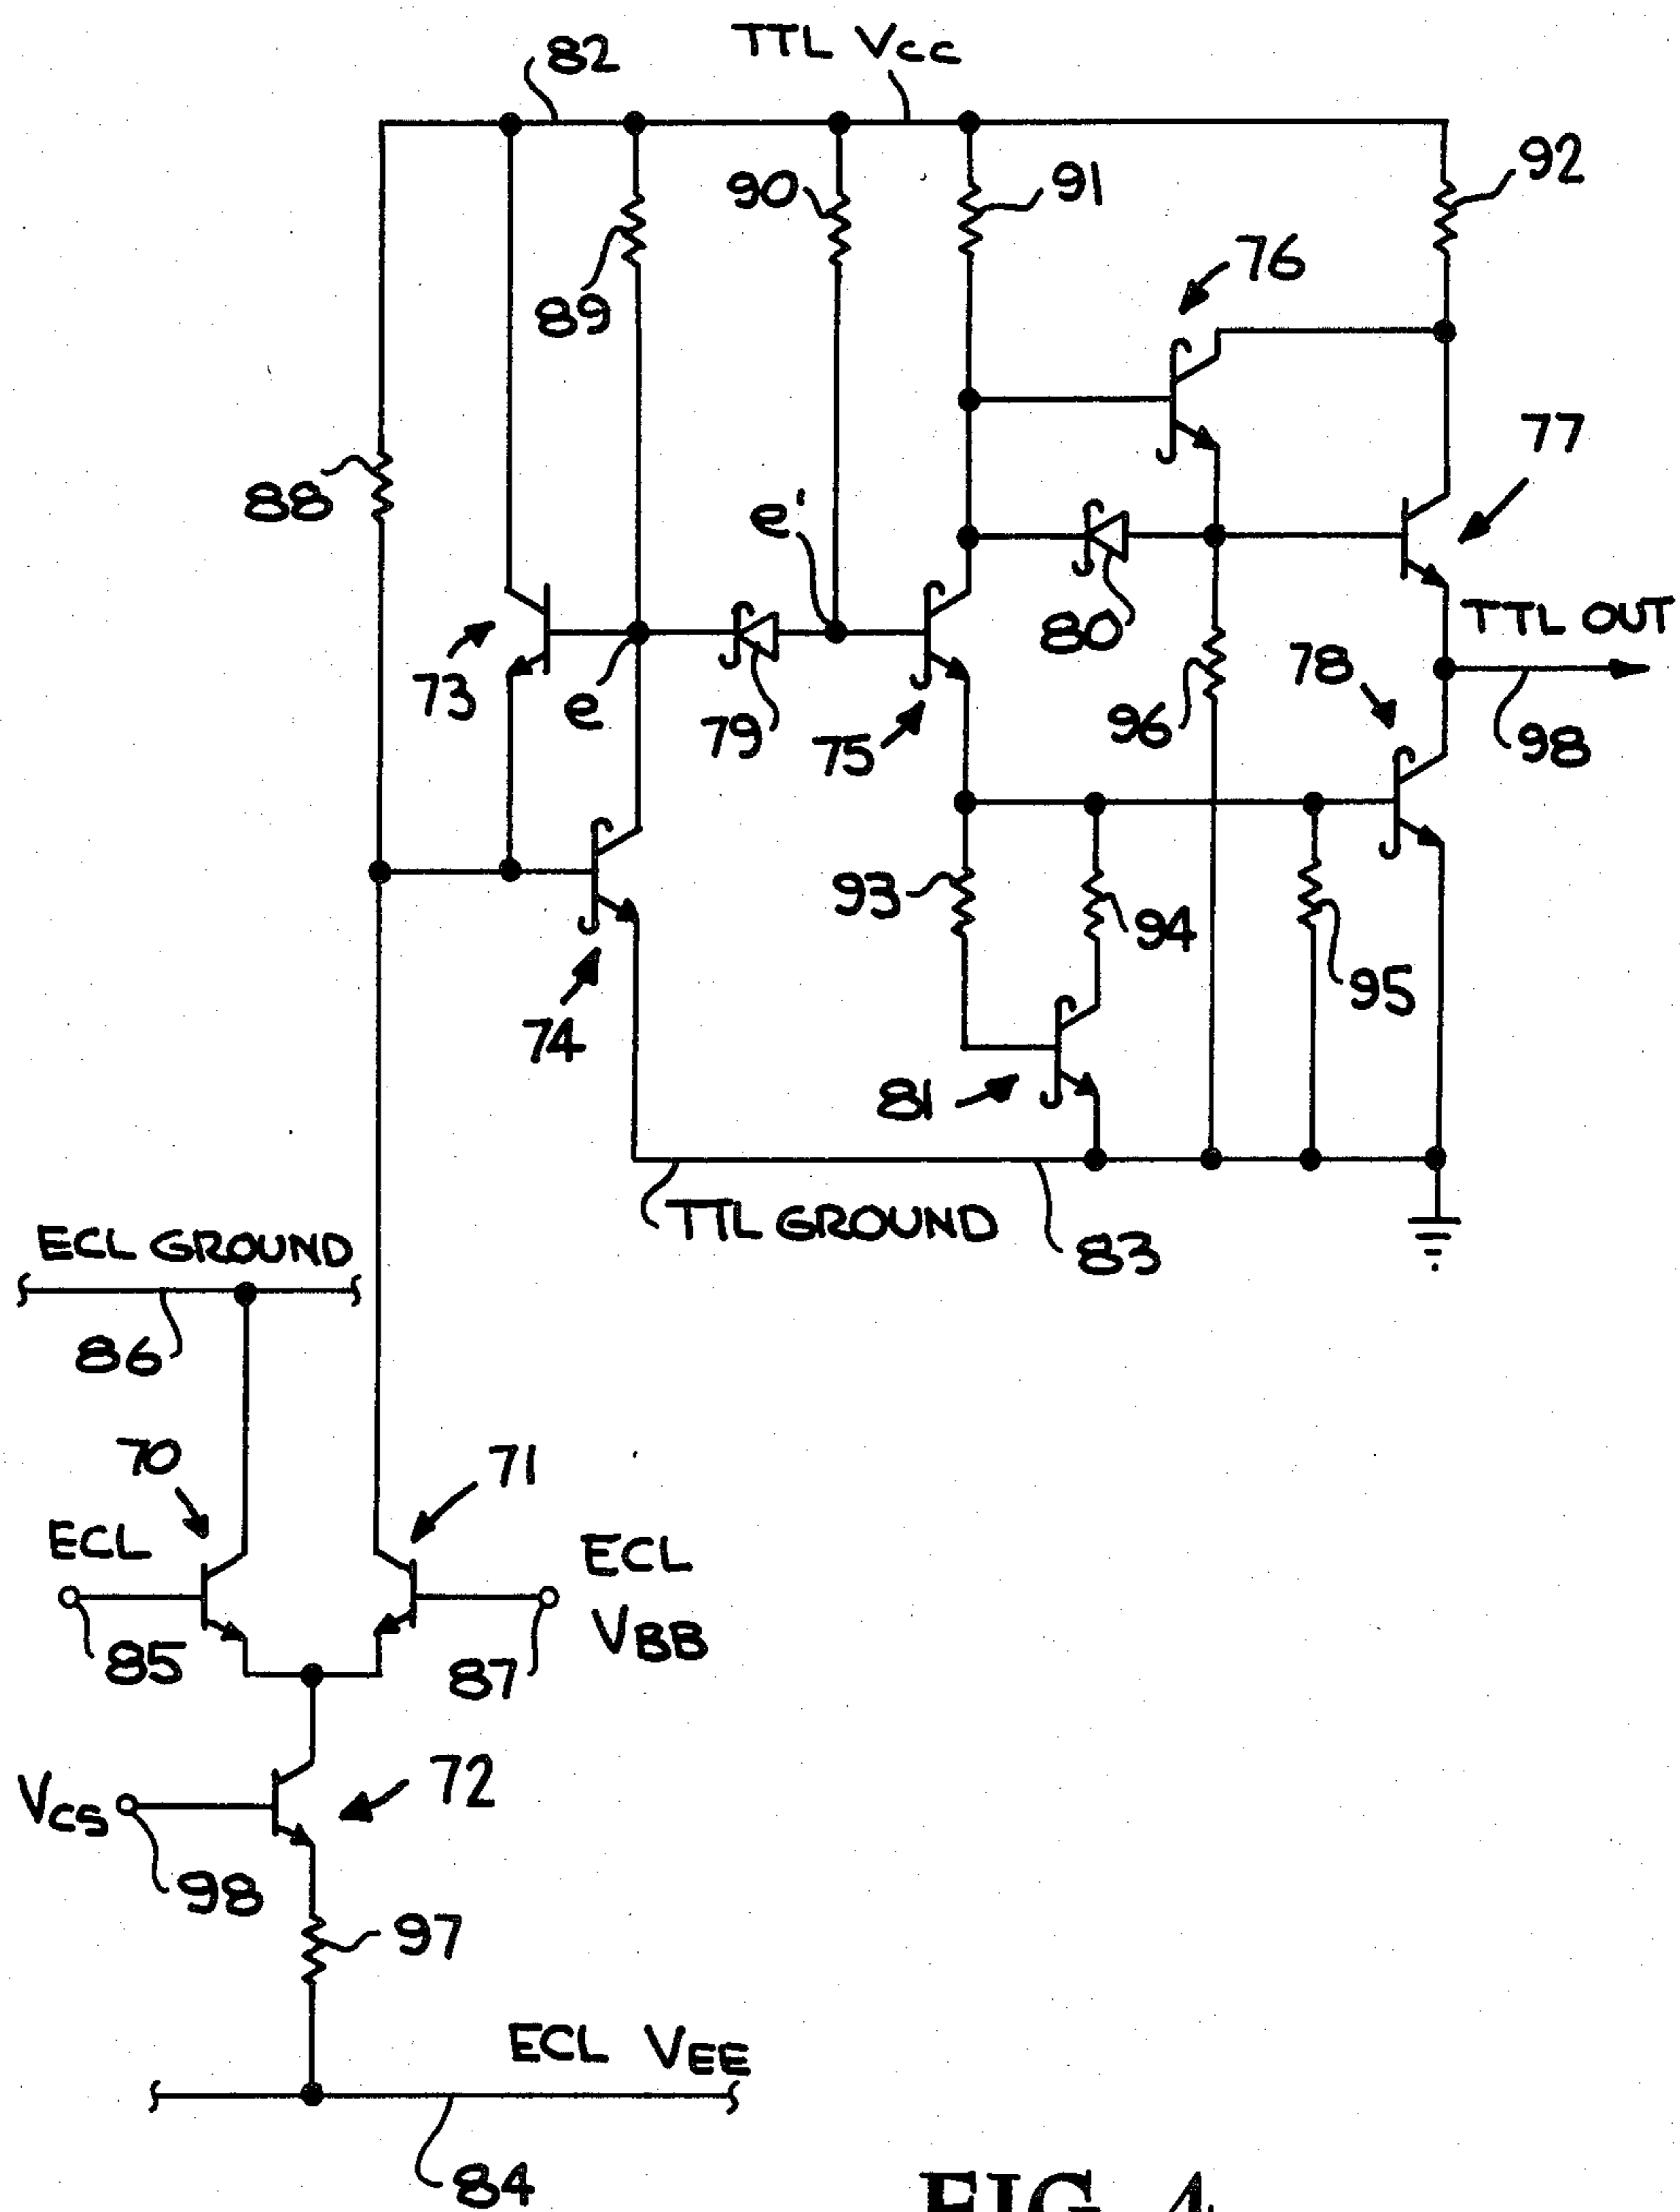 82
TTL VCC
92
90
91
89
76
88
77
e'
73
e
79
75
80
96
78
TTL OUT
98
93
94
95
74
81
TTL GROUND
83
ECL GROUND
86
70
71
ECL
85
ECL
VBB
87
VCS
98
72
97
ECL VEE
84
FIG. 4